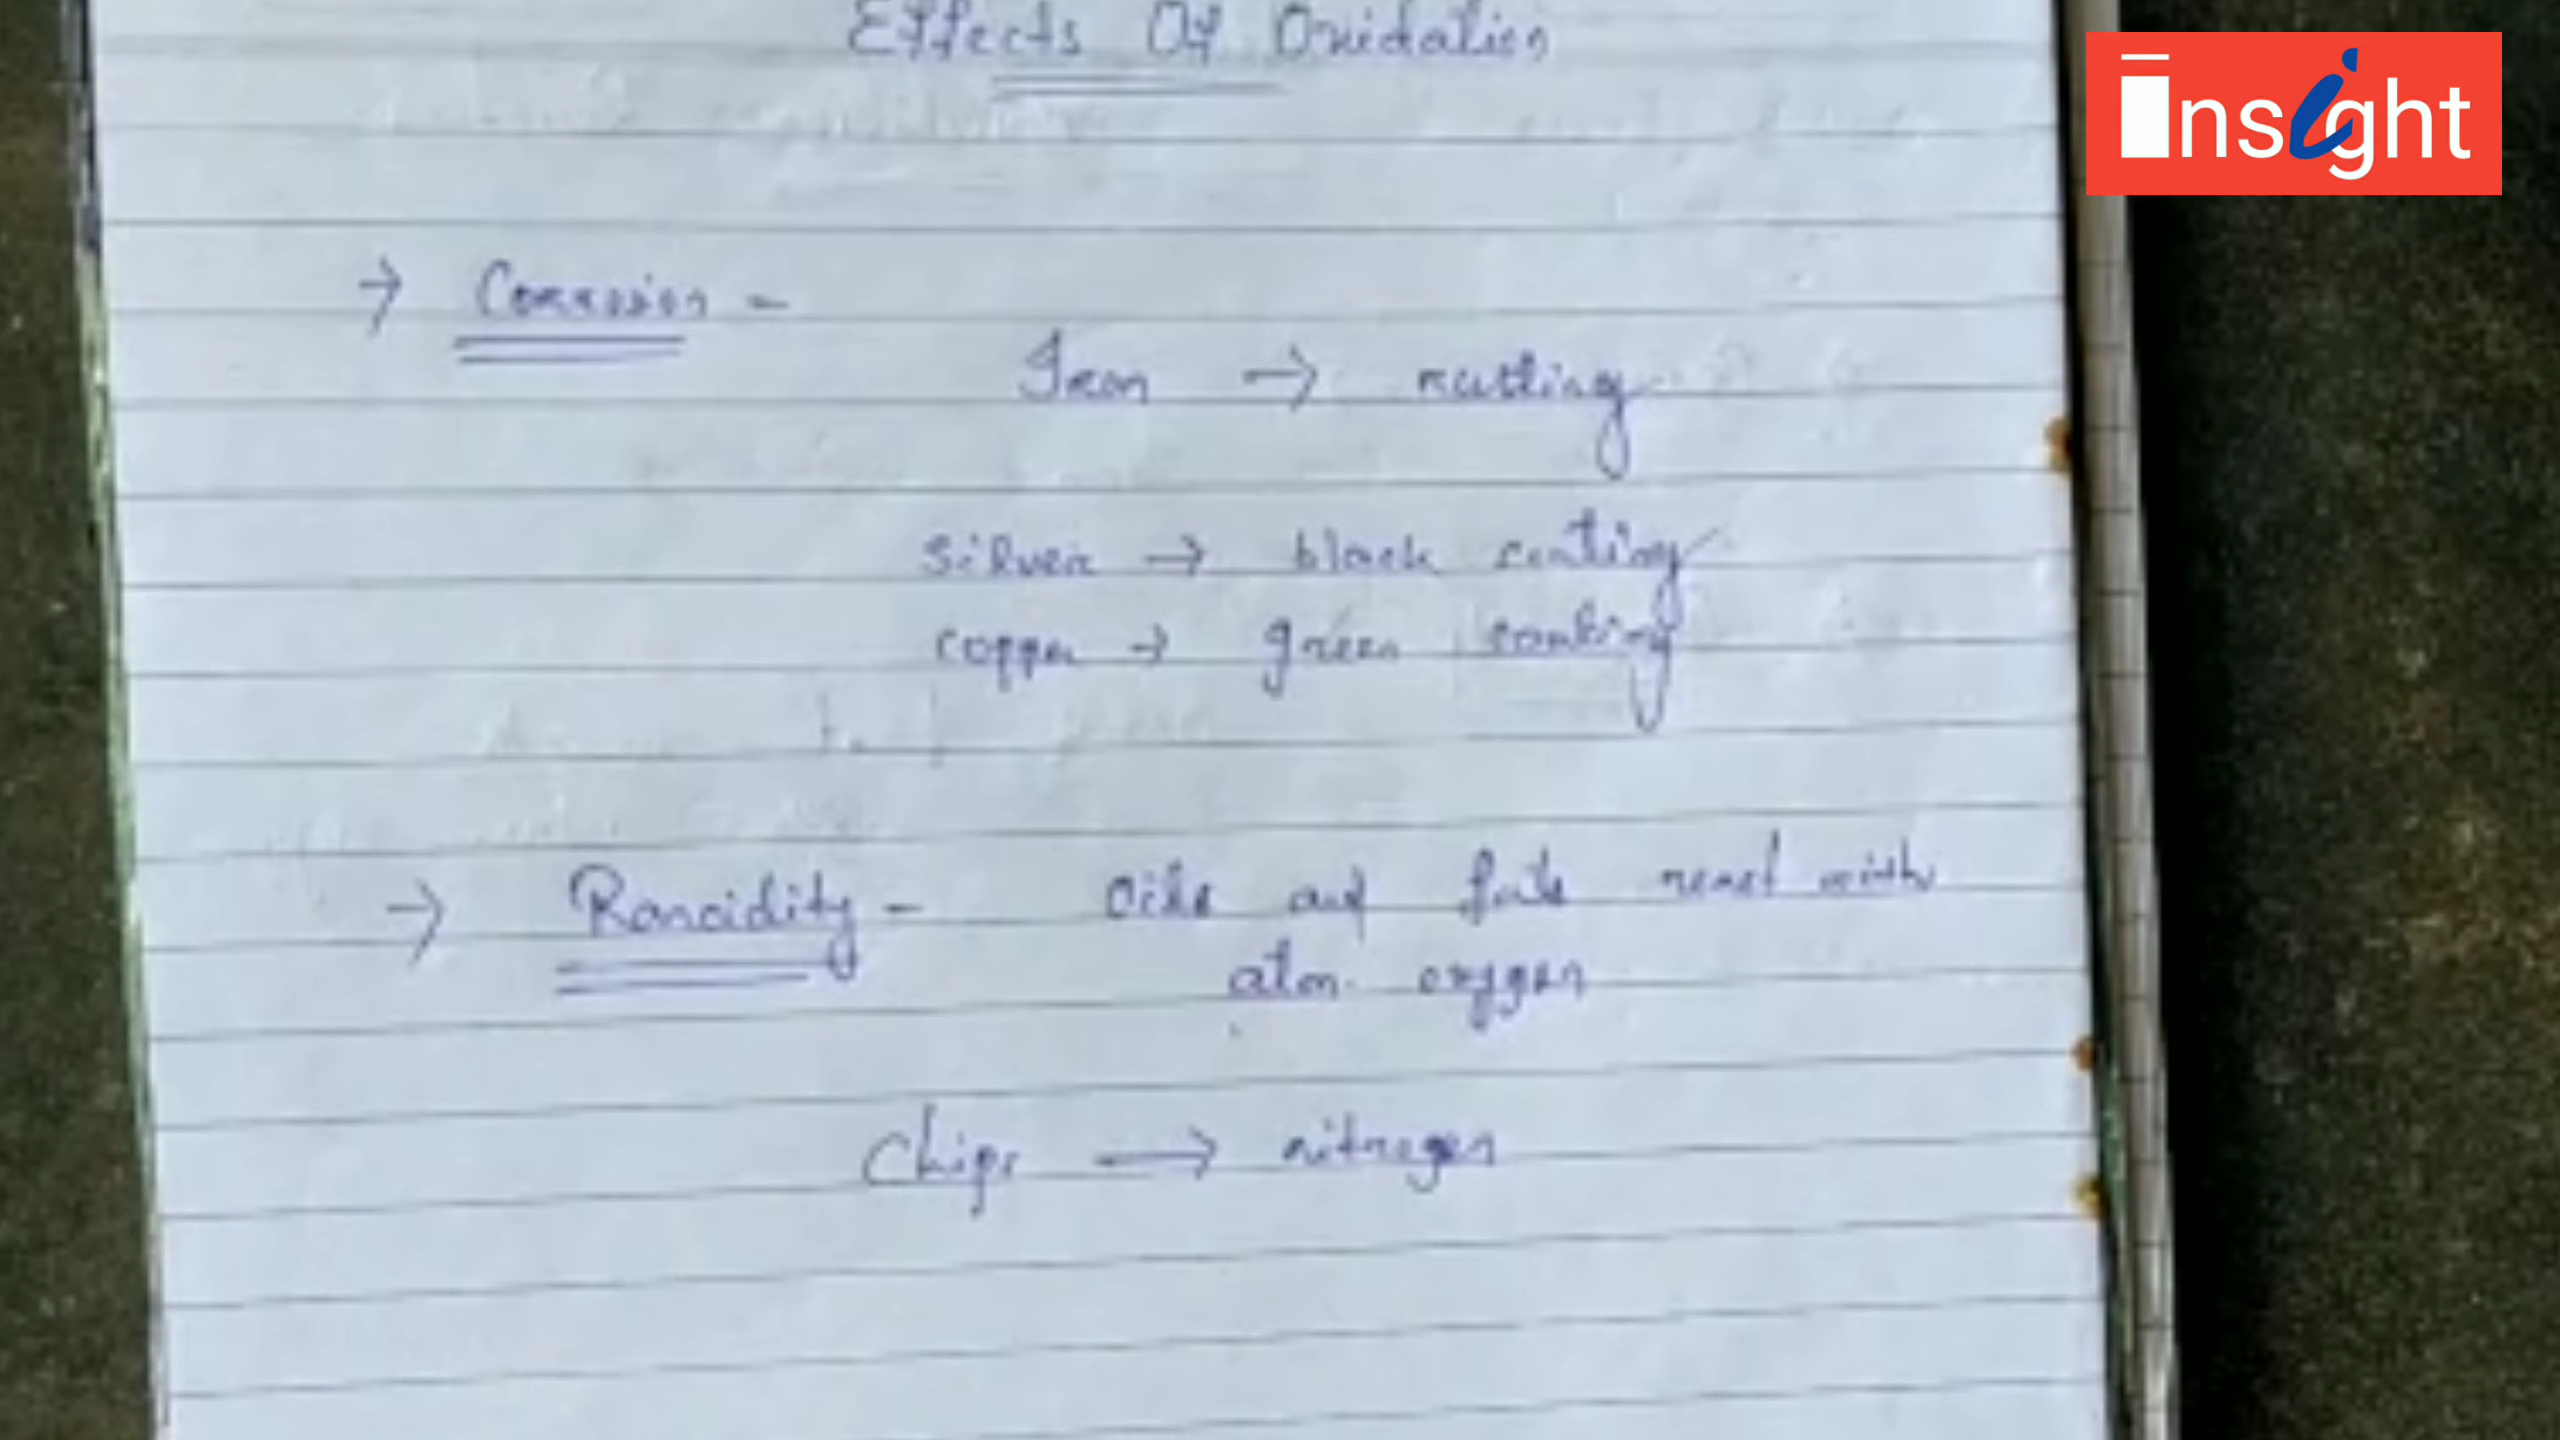 Effects Of Oxidation
Insight
→ Corrosion -
Iron → rusting
silver → black coating
copper → green coating
→ Rancidity - Oils and fats react with
atm. oxygen
Chips → nitrogen